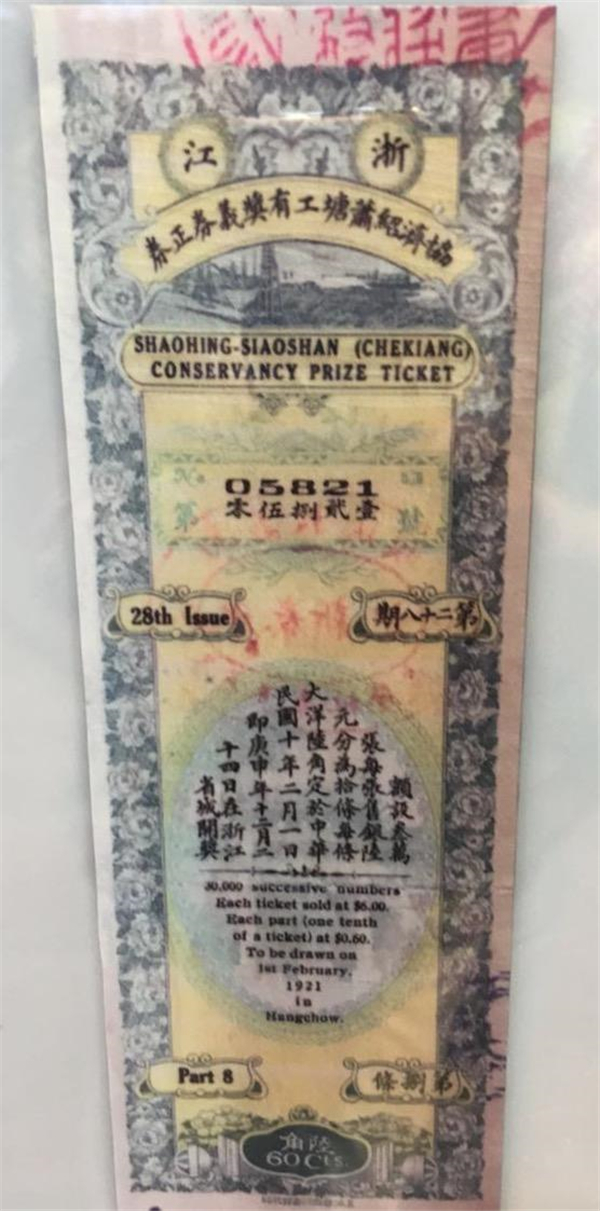 浙江
協濟紹蕭塘工有獎義券正券
SHAOHING-SIAOSHAN (CHEKIANG)
CONSERVANCY PRIZE TICKET
05821
零伍捌貳壹
28th Issue
第二十八期
額設叁萬
張每張售銀陸
元分為拾條每條
大洋陸角定於中華
民國十年二月一日
即庚申年十二月二
十四日在浙江
省城開獎
30,000 successive numbers
Each ticket sold at $6.00.
Each part (one tenth
of a ticket) at $0.60.
To be drawn on
1st February,
1921
in
Hangchow.
Part 8
第捌條
陸角
60 Cts.